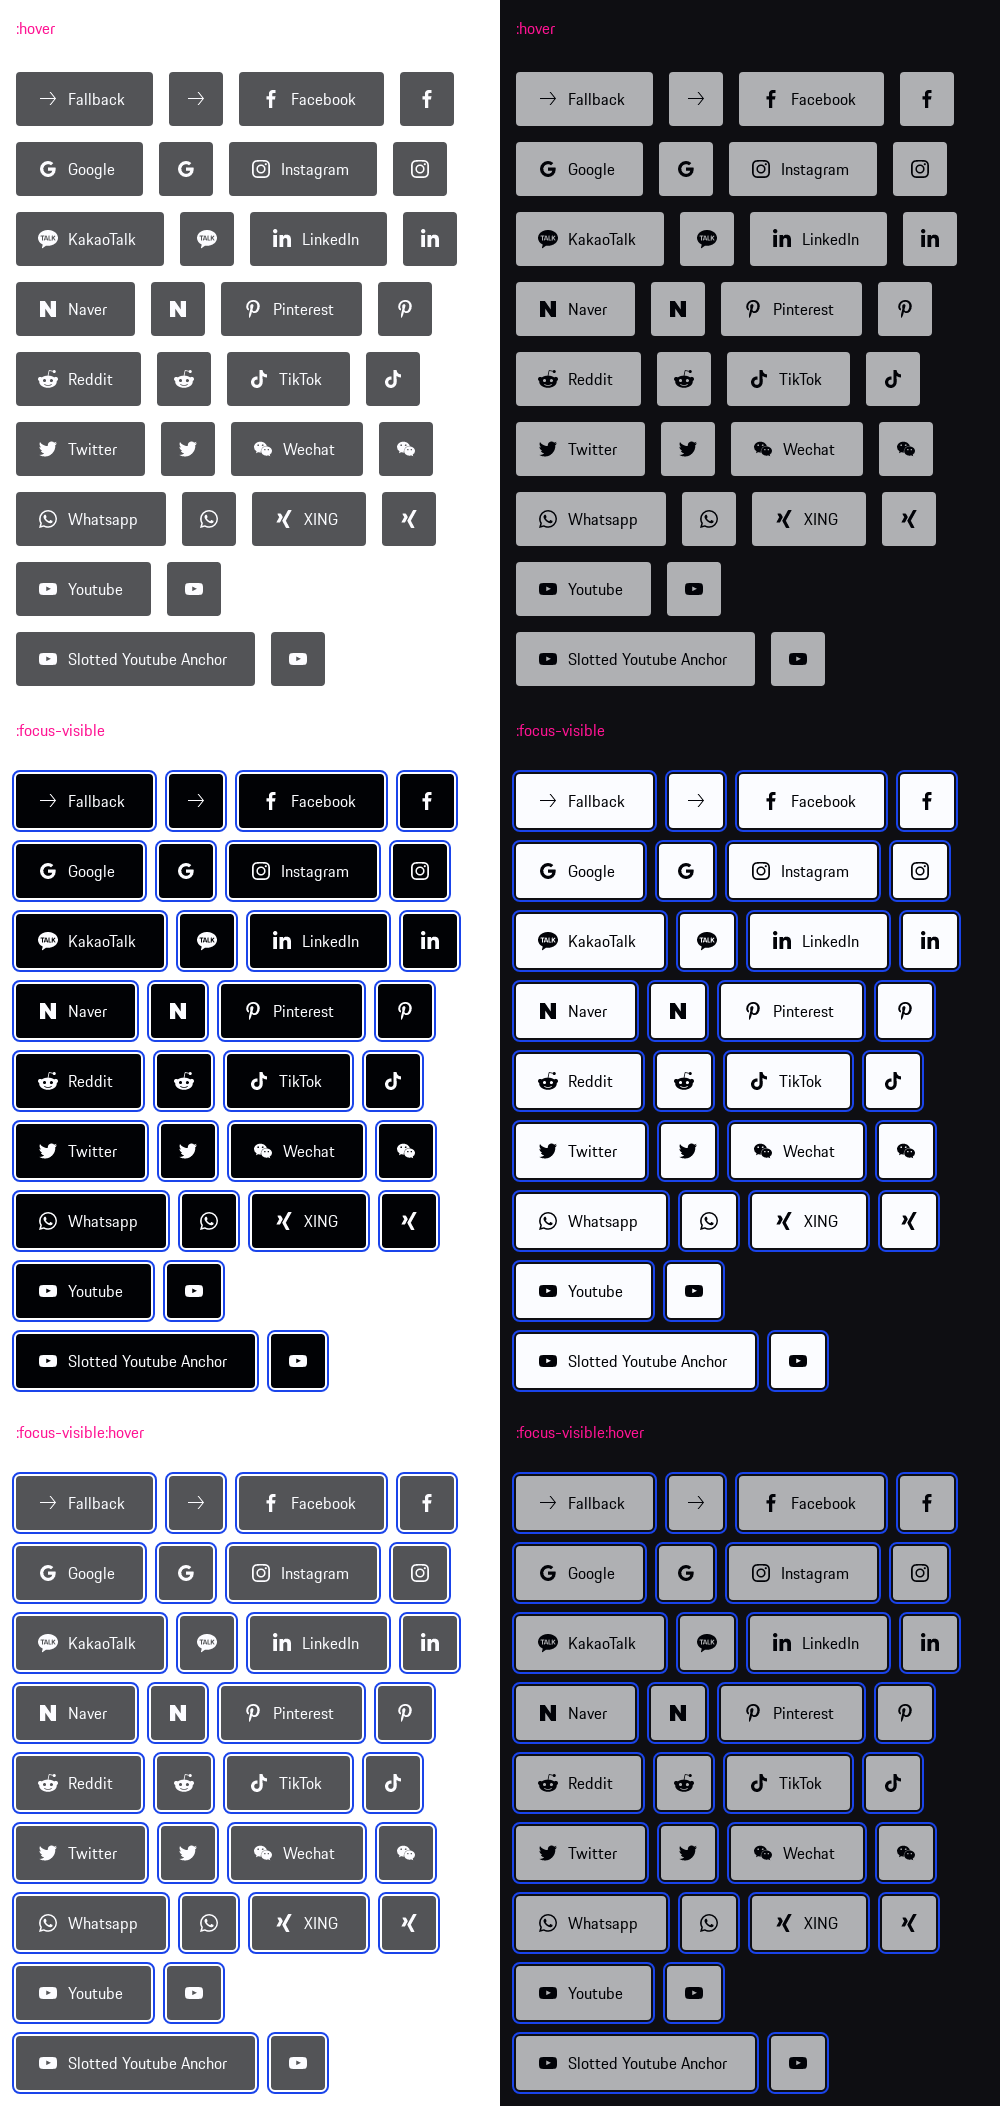 :hover
Fallback Facebook
Google Instagram
KakaoTalk TALK LinkedIn
Naver Pinterest
Reddit TikTok
Twitter Wechat
Whatsapp XING
Youtube
Slotted Youtube Anchor
:focus-visible
Fallback Facebook
Google Instagram
KakaoTalk TALK LinkedIn
Naver Pinterest
Reddit TikTok
Twitter Wechat
Whatsapp XING
Youtube
Slotted Youtube Anchor
:focus-visible:hover
Fallback Facebook
Google Instagram
KakaoTalk TALK LinkedIn
Naver Pinterest
Reddit TikTok
Twitter Wechat
Whatsapp XING
Youtube
Slotted Youtube Anchor
:hover
Fallback Facebook
Google Instagram
KakaoTalk TALK LinkedIn
Naver Pinterest
Reddit TikTok
Twitter Wechat
Whatsapp XING
Youtube
Slotted Youtube Anchor
:focus-visible
Fallback Facebook
Google Instagram
KakaoTalk TALK LinkedIn
Naver Pinterest
Reddit TikTok
Twitter Wechat
Whatsapp XING
Youtube
Slotted Youtube Anchor
:focus-visible:hover
Fallback Facebook
Google Instagram
KakaoTalk TALK LinkedIn
Naver Pinterest
Reddit TikTok
Twitter Wechat
Whatsapp XING
Youtube
Slotted Youtube Anchor